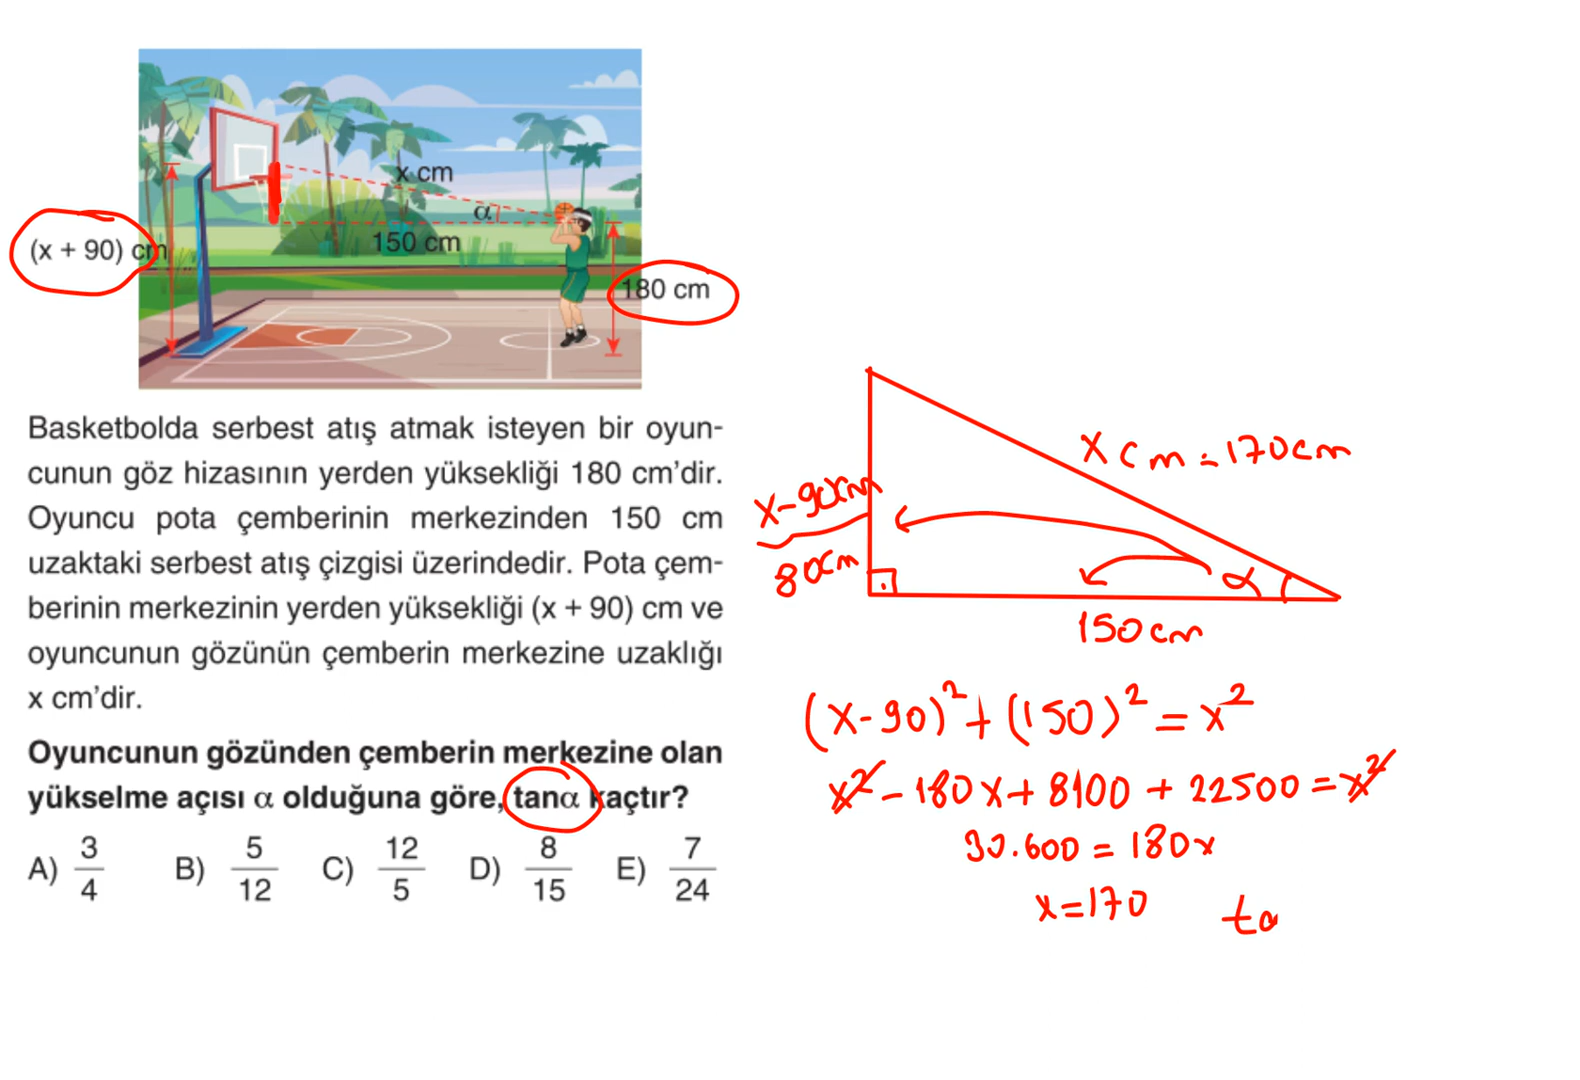 x cm
α
(x + 90) cm
150 cm
180 cm
Basketbolda serbest atış atmak isteyen bir oyun-
cunun göz hizasının yerden yüksekliği 180 cm'dir.
Oyuncu pota çemberinin merkezinden 150 cm
uzaktaki serbest atış çizgisi üzerindedir. Pota çem-
berinin merkezinin yerden yüksekliği (x + 90) cm ve
oyuncunun gözünün çemberin merkezine uzaklığı
x cm'dir.
Oyuncunun gözünden çemberin merkezine olan
yükselme açısı α olduğuna göre, tanα kaçtır?
A) 3/4 B) 5/12 C) 12/5 D) 8/15 E) 7/24
x cm = 170cm
x-90cm
80cm
α
150cm
(x-90)² + (150)² = x²
x² - 180x + 8100 + 22500 = x²
30.600 = 180x
x=170
ta